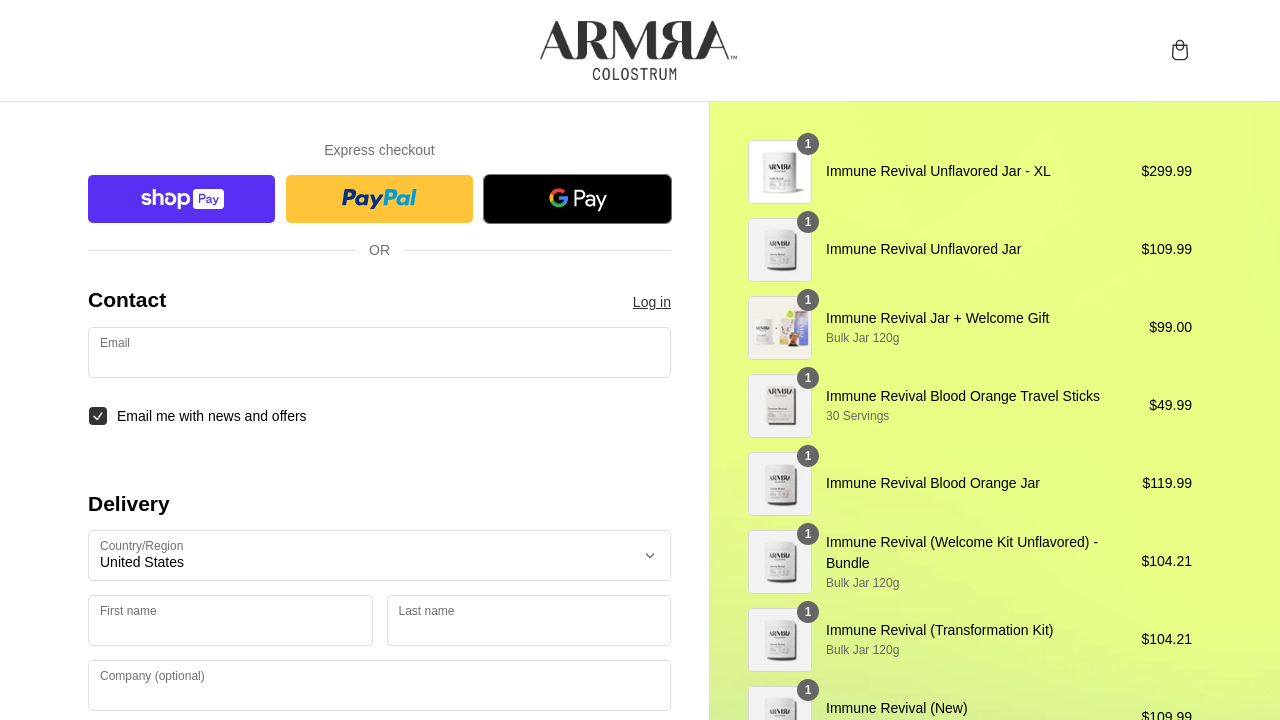 ARMRA™
COLOSTRUM
Express checkout
shop Pay
PayPal
G Pay
OR
Contact
Log in
Email
Email me with news and offers
Delivery
Country/Region
United States
First name
Last name
Company (optional)
1
Immune Revival Unflavored Jar - XL
$299.99
1
Immune Revival Unflavored Jar
$109.99
1
Immune Revival Jar + Welcome Gift
Bulk Jar 120g
$99.00
1
Immune Revival Blood Orange Travel Sticks
30 Servings
$49.99
1
Immune Revival Blood Orange Jar
$119.99
1
Immune Revival (Welcome Kit Unflavored) -
Bundle
Bulk Jar 120g
$104.21
1
Immune Revival (Transformation Kit)
Bulk Jar 120g
$104.21
1
Immune Revival (New)
$109.99